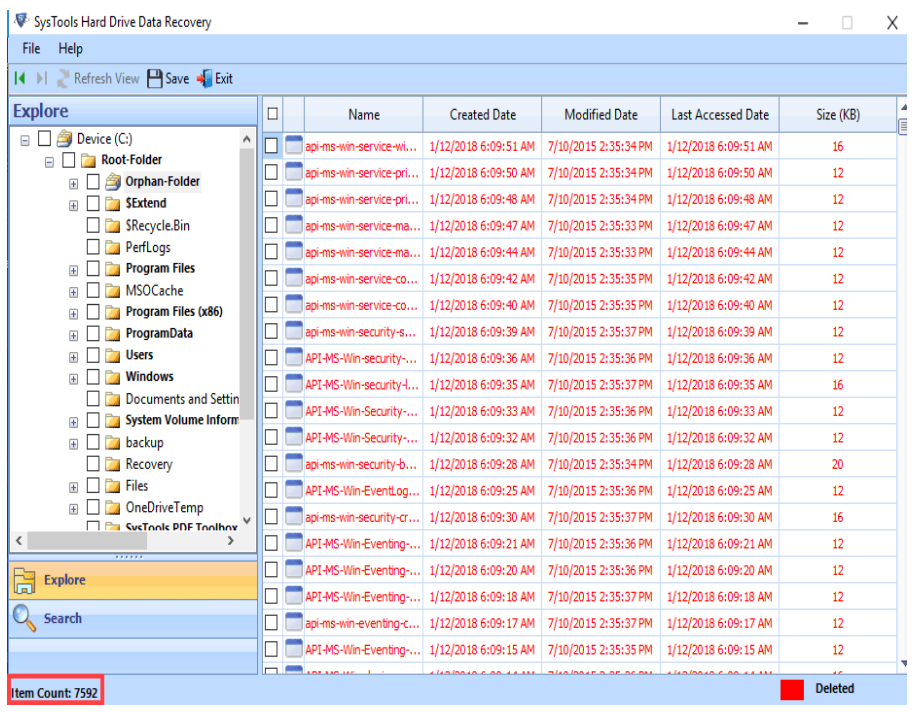 SysTools Hard Drive Data Recovery
File Help
Refresh View Save Exit
Explore
Device (C:)
Root-Folder
Orphan-Folder
$Extend
$Recycle.Bin
PerfLogs
Program Files
MSOCache
Program Files (x86)
ProgramData
Users
Windows
Documents and Settin
System Volume Inform
backup
Recovery
Files
OneDriveTemp
SysTools PDF Toolbox
Explore
Search
Name Created Date Modified Date Last Accessed Date Size (KB)
api-ms-win-service-wi... 1/12/2018 6:09:51 AM 7/10/2015 2:35:34 PM 1/12/2018 6:09:51 AM 16
api-ms-win-service-pri... 1/12/2018 6:09:50 AM 7/10/2015 2:35:34 PM 1/12/2018 6:09:50 AM 12
api-ms-win-service-pri... 1/12/2018 6:09:48 AM 7/10/2015 2:35:34 PM 1/12/2018 6:09:48 AM 12
api-ms-win-service-ma... 1/12/2018 6:09:47 AM 7/10/2015 2:35:33 PM 1/12/2018 6:09:47 AM 12
api-ms-win-service-ma... 1/12/2018 6:09:44 AM 7/10/2015 2:35:33 PM 1/12/2018 6:09:44 AM 12
api-ms-win-service-co... 1/12/2018 6:09:42 AM 7/10/2015 2:35:35 PM 1/12/2018 6:09:42 AM 12
api-ms-win-service-co... 1/12/2018 6:09:40 AM 7/10/2015 2:35:35 PM 1/12/2018 6:09:40 AM 12
api-ms-win-security-s... 1/12/2018 6:09:39 AM 7/10/2015 2:35:37 PM 1/12/2018 6:09:39 AM 12
API-MS-Win-security-... 1/12/2018 6:09:36 AM 7/10/2015 2:35:36 PM 1/12/2018 6:09:36 AM 12
API-MS-Win-security-l... 1/12/2018 6:09:35 AM 7/10/2015 2:35:37 PM 1/12/2018 6:09:35 AM 16
API-MS-Win-Security-... 1/12/2018 6:09:33 AM 7/10/2015 2:35:36 PM 1/12/2018 6:09:33 AM 12
API-MS-Win-Security-... 1/12/2018 6:09:32 AM 7/10/2015 2:35:36 PM 1/12/2018 6:09:32 AM 12
api-ms-win-security-b... 1/12/2018 6:09:28 AM 7/10/2015 2:35:34 PM 1/12/2018 6:09:28 AM 20
API-MS-Win-EventLog... 1/12/2018 6:09:25 AM 7/10/2015 2:35:36 PM 1/12/2018 6:09:25 AM 12
api-ms-win-security-cr... 1/12/2018 6:09:30 AM 7/10/2015 2:35:37 PM 1/12/2018 6:09:30 AM 16
API-MS-Win-Eventing-... 1/12/2018 6:09:21 AM 7/10/2015 2:35:36 PM 1/12/2018 6:09:21 AM 12
API-MS-Win-Eventing-... 1/12/2018 6:09:20 AM 7/10/2015 2:35:36 PM 1/12/2018 6:09:20 AM 12
API-MS-Win-Eventing-... 1/12/2018 6:09:18 AM 7/10/2015 2:35:37 PM 1/12/2018 6:09:18 AM 12
api-ms-win-eventing-c... 1/12/2018 6:09:17 AM 7/10/2015 2:35:37 PM 1/12/2018 6:09:17 AM 12
API-MS-Win-Eventing-... 1/12/2018 6:09:15 AM 7/10/2015 2:35:35 PM 1/12/2018 6:09:15 AM 12
Item Count: 7592
Deleted